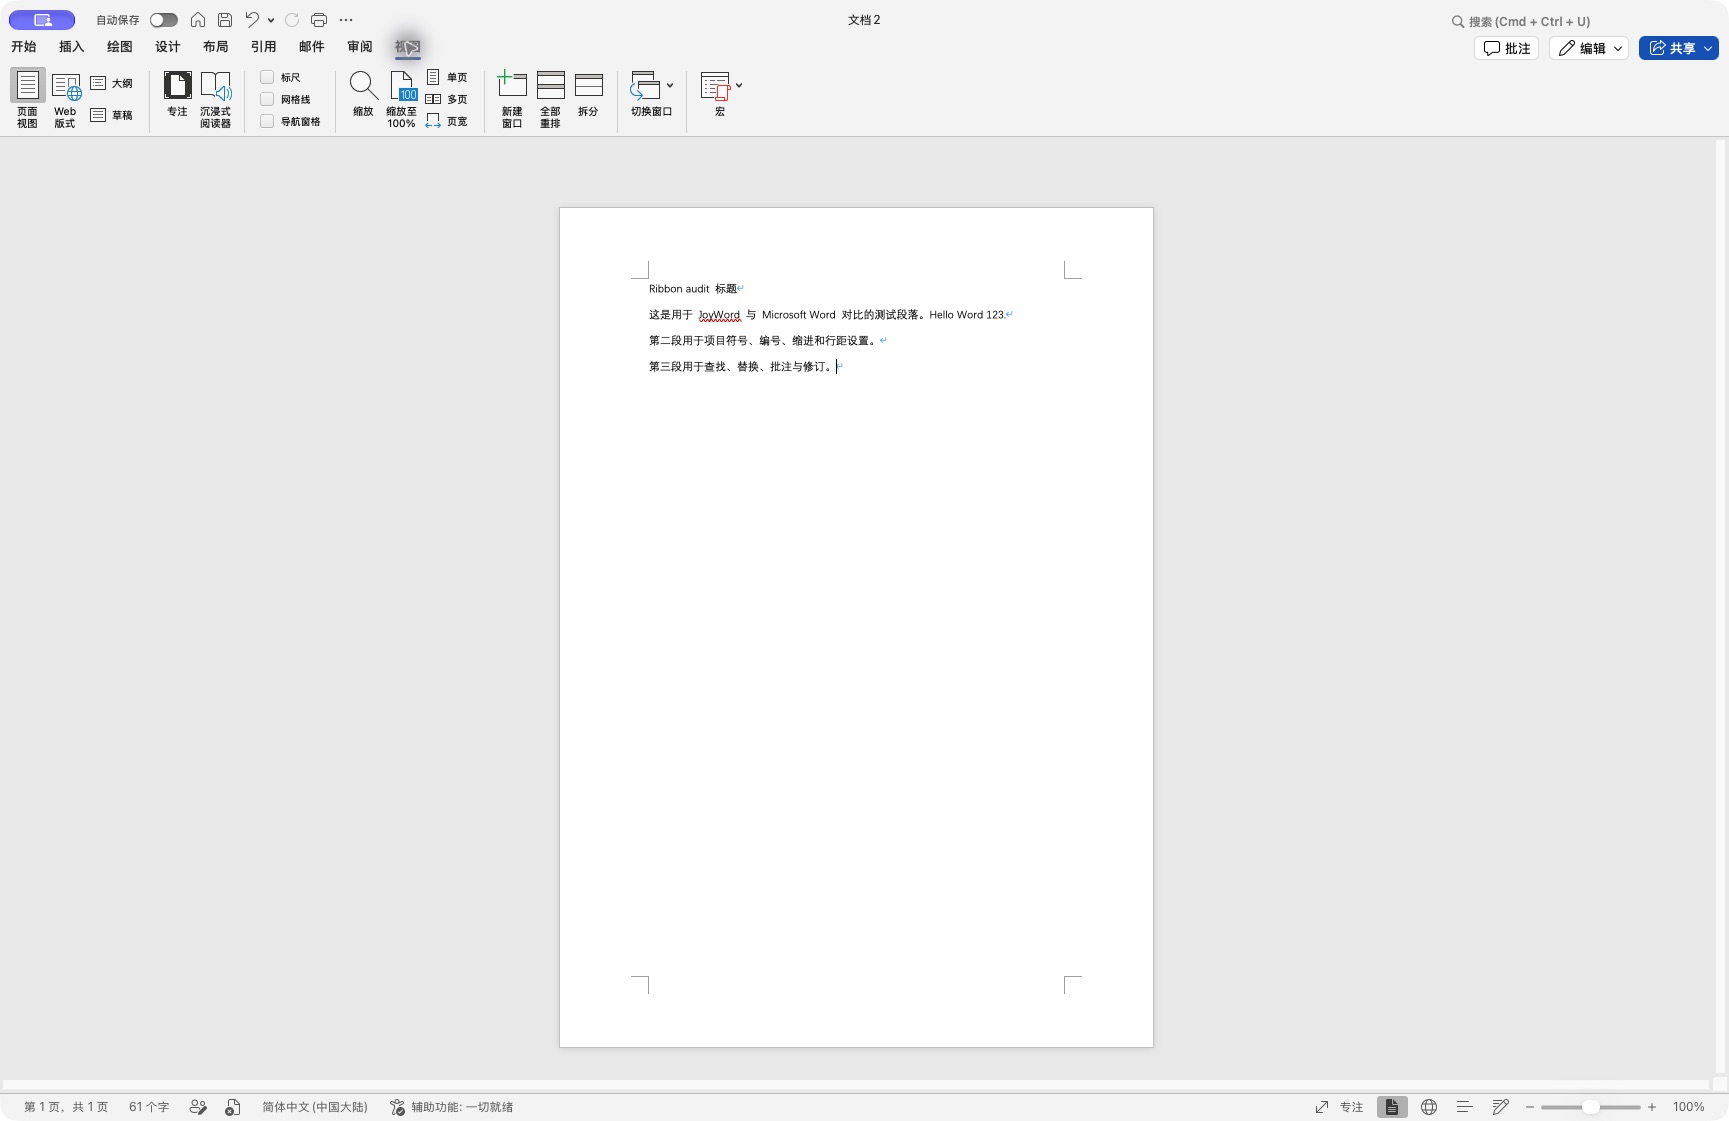 自动保存
文档 2
搜索 (Cmd + Ctrl + U)
开始 插入 绘图 设计 布局 引用 邮件 审阅 视图
批注 编辑 共享
页面视图
Web 版式
大纲
草稿
专注
沉浸式阅读器
标尺
网格线
导航窗格
缩放
100
缩放至 100%
单页
多页
页宽
新建窗口
全部重排
拆分
切换窗口
宏
Ribbon audit 标题
这是用于 JoyWord 与 Microsoft Word 对比的测试段落。Hello Word 123.
第二段用于项目符号、编号、缩进和行距设置。
第三段用于查找、替换、批注与修订。
第 1 页，共 1 页 61 个字 简体中文 (中国大陆) 辅助功能: 一切就绪 专注 100%